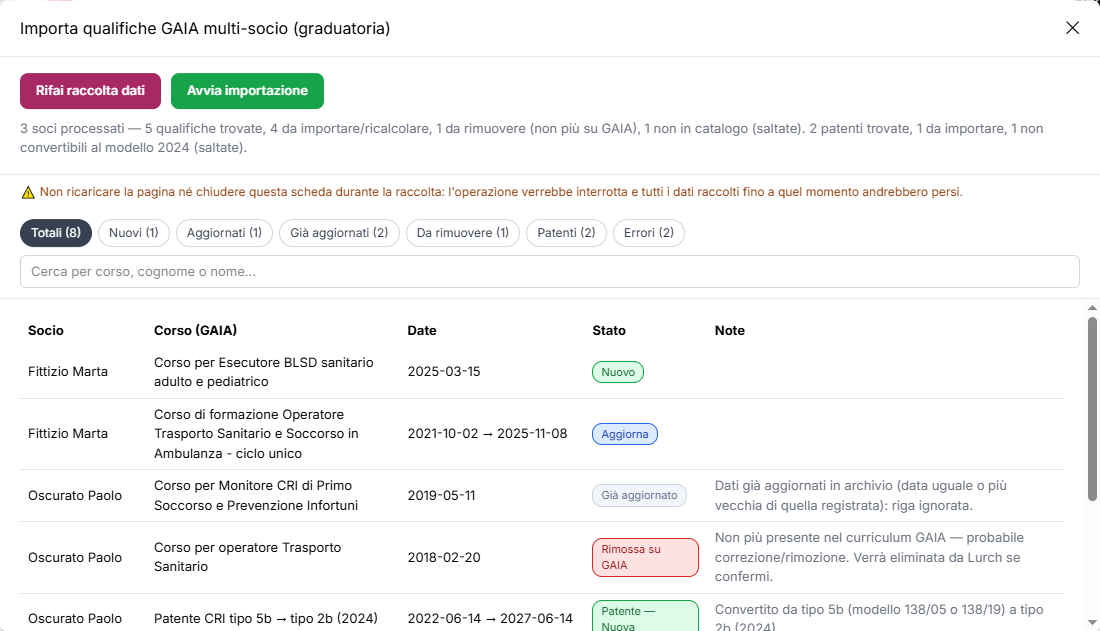 Importa qualifiche GAIA multi-socio (graduatoria)
Rifai raccolta dati
Avvia importazione
3 soci processati — 5 qualifiche trovate, 4 da importare/ricalcolare, 1 da rimuovere (non più su GAIA), 1 non in catalogo (saltate). 2 patenti trovate, 1 da importare, 1 non
convertibili al modello 2024 (saltate).
Non ricaricare la pagina né chiudere questa scheda durante la raccolta: l'operazione verrebbe interrotta e tutti i dati raccolti fino a quel momento andrebbero persi.
Totali (8)
Nuovi (1)
Aggiornati (1)
Già aggiornati (2)
Da rimuovere (1)
Patenti (2)
Errori (2)
Cerca per corso, cognome o nome...
Socio
Corso (GAIA)
Date
Stato
Note
Fittizio Marta
Corso per Esecutore BLSD sanitario
adulto e pediatrico
2025-03-15
Nuovo
Fittizio Marta
Corso di formazione Operatore
Trasporto Sanitario e Soccorso in
Ambulanza - ciclo unico
2021-10-02 → 2025-11-08
Aggiorna
Oscurato Paolo
Corso per Monitore CRI di Primo
Soccorso e Prevenzione Infortuni
2019-05-11
Già aggiornato
Dati già aggiornati in archivio (data uguale o più
vecchia di quella registrata): riga ignorata.
Oscurato Paolo
Corso per operatore Trasporto
Sanitario
2018-02-20
Rimossa su
GAIA
Non più presente nel curriculum GAIA — probabile
correzione/rimozione. Verrà eliminata da Lurch se
confermi.
Oscurato Paolo
Patente CRI tipo 5b → tipo 2b (2024)
2022-06-14 → 2027-06-14
Patente —
Nuova
Convertito da tipo 5b (modello 138/05 o 138/19) a tipo
2b (2024)